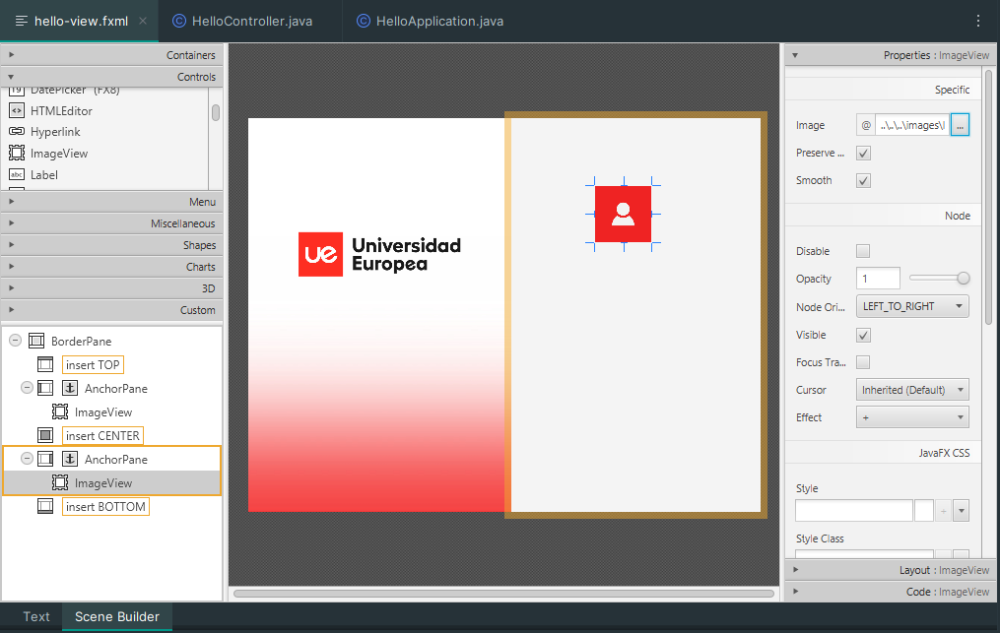 hello-view.fxml
HelloController.java
HelloApplication.java
Containers
Controls
DatePicker (FX8)
HTMLEditor
Hyperlink
ImageView
Label
Menu
Miscellaneous
Shapes
Charts
3D
Custom
BorderPane
insert TOP
AnchorPane
ImageView
insert CENTER
AnchorPane
ImageView
insert BOTTOM
ue Universidad
Europea
Properties : ImageView
Specific
Image @ ..\..\..\images\l ...
Preserve ...
Smooth
Node
Disable
Opacity 1
Node Ori... LEFT_TO_RIGHT
Visible
Focus Tra...
Cursor Inherited (Default)
Effect +
JavaFX CSS
Style
+
Style Class
Layout : ImageView
Code : ImageView
Text
Scene Builder